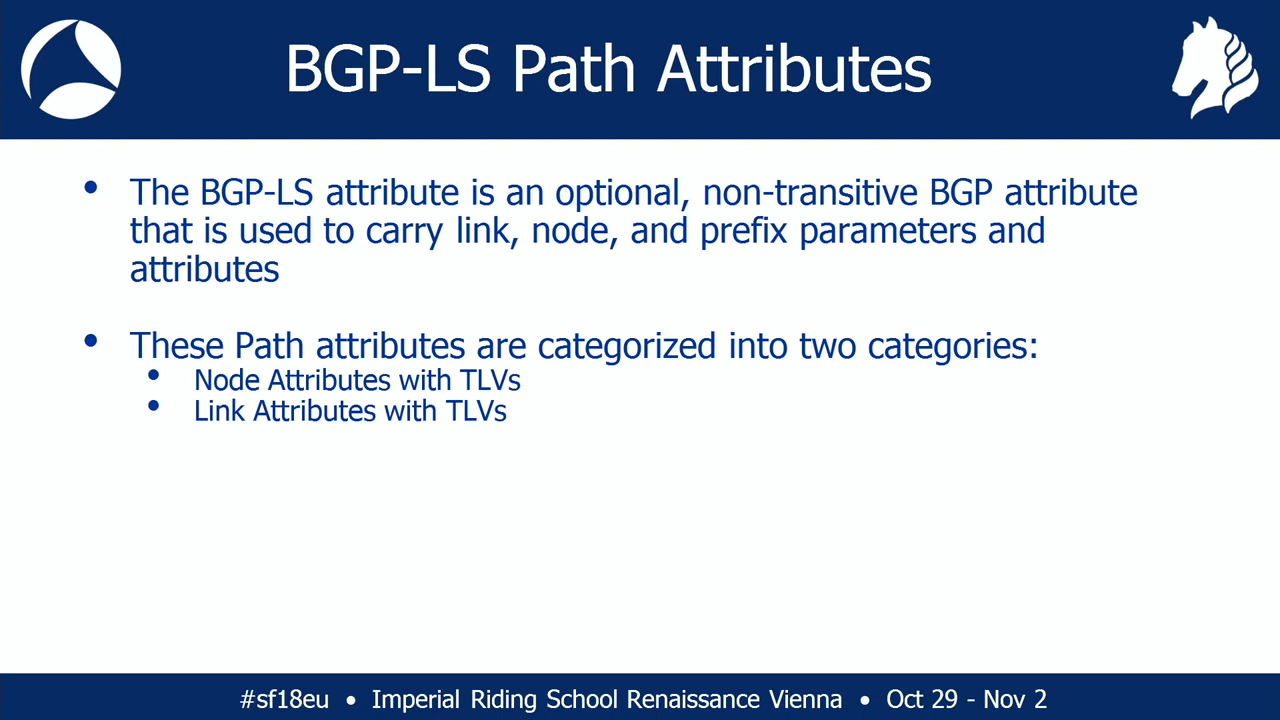 BGP-LS Path Attributes
• The BGP-LS attribute is an optional, non-transitive BGP attribute
that is used to carry link, node, and prefix parameters and
attributes
• These Path attributes are categorized into two categories:
• Node Attributes with TLVs
• Link Attributes with TLVs
#sf18eu • Imperial Riding School Renaissance Vienna • Oct 29 - Nov 2